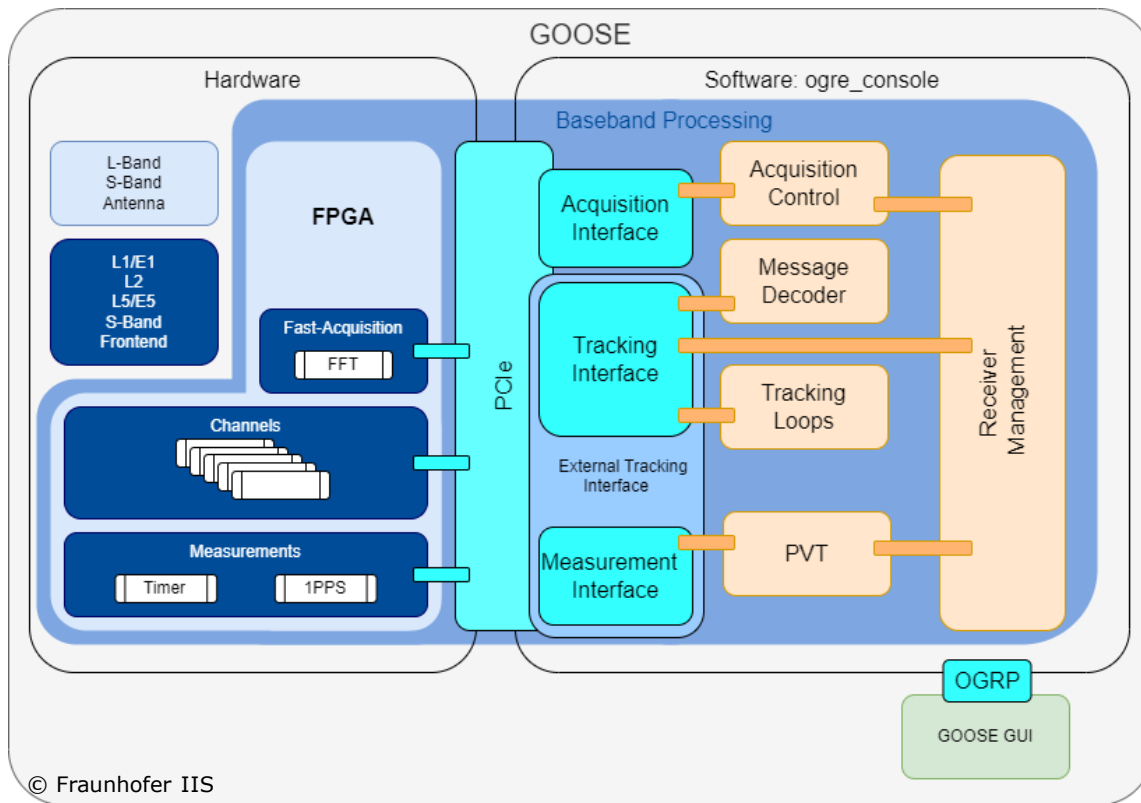 GOOSE
Hardware
Software: ogre_console
Baseband Processing
L-Band
S-Band
Antenna
FPGA
L1/E1
L2
L5/E5
S-Band
Frontend
Fast-Acquisition
FFT
Channels
Measurements
Timer
1PPS
PCIe
Acquisition
Interface
Tracking
Interface
External Tracking
Interface
Measurement
Interface
Acquisition
Control
Message
Decoder
Tracking
Loops
PVT
Receiver
Management
OGRP
GOOSE GUI
© Fraunhofer IIS